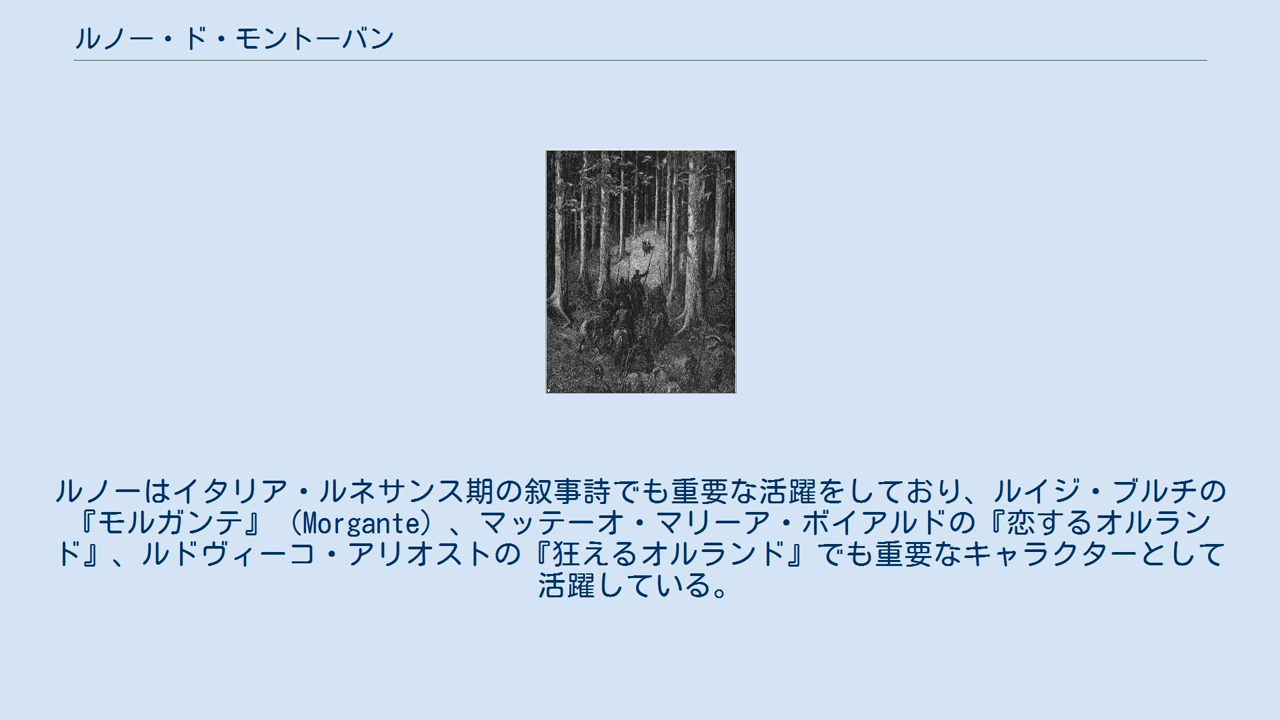 ルノー・ド・モントーバン
ルノーはイタリア・ルネサンス期の叙事詩でも重要な活躍をしており、ルイジ・ブルチの
『モルガンテ』（Morgante）、マッテーオ・マリーア・ボイアルドの『恋するオルラン
ド』、ルドヴィーコ・アリオストの『狂えるオルランド』でも重要なキャラクターとして
活躍している。